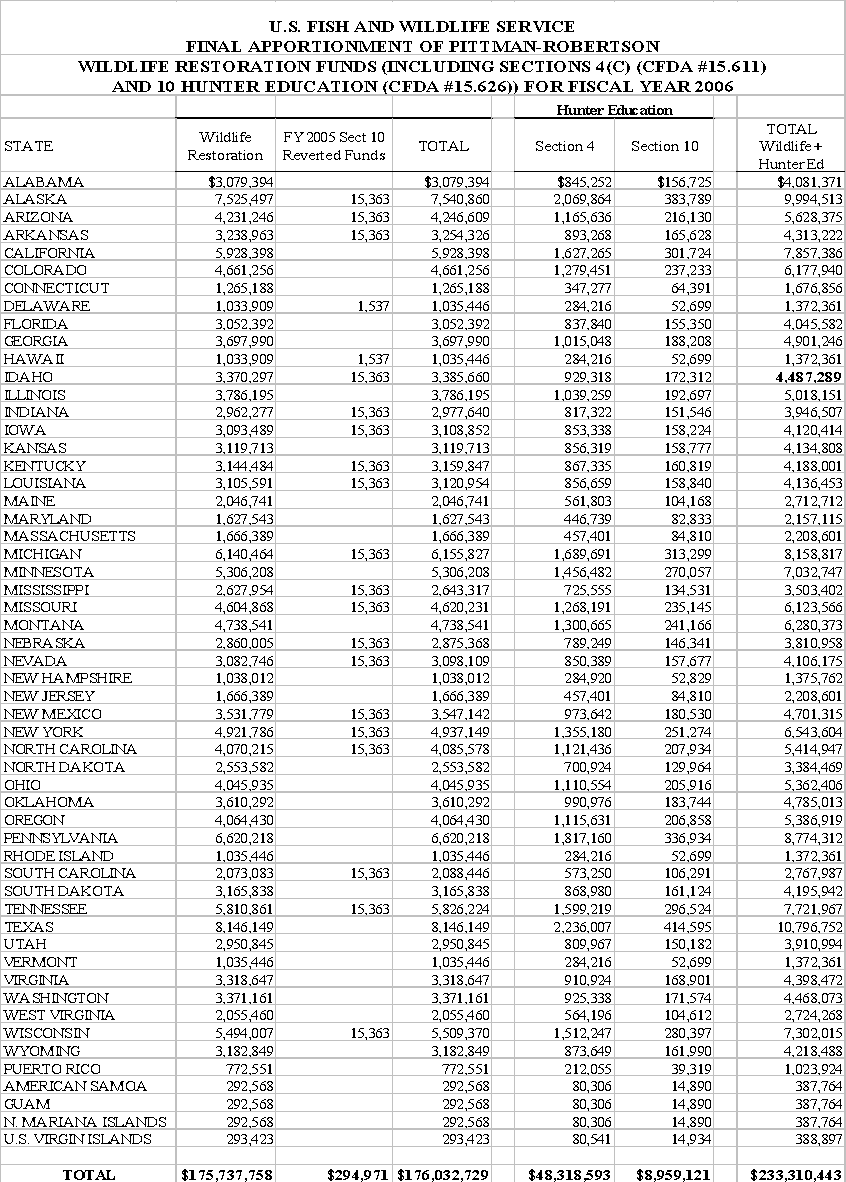 U.S. FISH AND WILDLIFE SERVICE
FINAL APPORTIONMENT OF PITTMAN-ROBERTSON
WILDLIFE RESTORATION FUNDS (INCLUDING SECTIONS 4(C) (CFDA #15.611)
AND 10 HUNTER EDUCATION (CFDA #15.626)) FOR FISCAL YEAR 2006
Hunter Education
STATE Wildlife Restoration FY 2005 Sect 10 Reverted Funds TOTAL Section 4 Section 10 TOTAL Wildlife + Hunter Ed
ALABAMA $3,079,394 $3,079,394 $845,252 $156,725 $4,081,371
ALASKA 7,525,497 15,363 7,540,860 2,069,864 383,789 9,994,513
ARIZONA 4,231,246 15,363 4,246,609 1,165,636 216,130 5,628,375
ARKANSAS 3,238,963 15,363 3,254,326 893,268 165,628 4,313,222
CALIFORNIA 5,928,398 5,928,398 1,627,265 301,724 7,857,386
COLORADO 4,661,256 4,661,256 1,279,451 237,233 6,177,940
CONNECTICUT 1,265,188 1,265,188 347,277 64,391 1,676,856
DELAWARE 1,033,909 1,537 1,035,446 284,216 52,699 1,372,361
FLORIDA 3,052,392 3,052,392 837,840 155,350 4,045,582
GEORGIA 3,697,990 3,697,990 1,015,048 188,208 4,901,246
HAWAII 1,033,909 1,537 1,035,446 284,216 52,699 1,372,361
IDAHO 3,370,297 15,363 3,385,660 929,318 172,312 4,487,289
ILLINOIS 3,786,195 3,786,195 1,039,259 192,697 5,018,151
INDIANA 2,962,277 15,363 2,977,640 817,322 151,546 3,946,507
IOWA 3,093,489 15,363 3,108,852 853,338 158,224 4,120,414
KANSAS 3,119,713 3,119,713 856,319 158,777 4,134,808
KENTUCKY 3,144,484 15,363 3,159,847 867,335 160,819 4,188,001
LOUISIANA 3,105,591 15,363 3,120,954 856,659 158,840 4,136,453
MAINE 2,046,741 2,046,741 561,803 104,168 2,712,712
MARYLAND 1,627,543 1,627,543 446,739 82,833 2,157,115
MASSACHUSETTS 1,666,389 1,666,389 457,401 84,810 2,208,601
MICHIGAN 6,140,464 15,363 6,155,827 1,689,691 313,299 8,158,817
MINNESOTA 5,306,208 5,306,208 1,456,482 270,057 7,032,747
MISSISSIPPI 2,627,954 15,363 2,643,317 725,555 134,531 3,503,402
MISSOURI 4,604,868 15,363 4,620,231 1,268,191 235,145 6,123,566
MONTANA 4,738,541 4,738,541 1,300,665 241,166 6,280,373
NEBRASKA 2,860,005 15,363 2,875,368 789,249 146,341 3,810,958
NEVADA 3,082,746 15,363 3,098,109 850,389 157,677 4,106,175
NEW HAMPSHIRE 1,038,012 1,038,012 284,920 52,829 1,375,762
NEW JERSEY 1,666,389 1,666,389 457,401 84,810 2,208,601
NEW MEXICO 3,531,779 15,363 3,547,142 973,642 180,530 4,701,315
NEW YORK 4,921,786 15,363 4,937,149 1,355,180 251,274 6,543,604
NORTH CAROLINA 4,070,215 15,363 4,085,578 1,121,436 207,934 5,414,947
NORTH DAKOTA 2,553,582 2,553,582 700,924 129,964 3,384,469
OHIO 4,045,935 4,045,935 1,110,554 205,916 5,362,406
OKLAHOMA 3,610,292 3,610,292 990,976 183,744 4,785,013
OREGON 4,064,430 4,064,430 1,115,631 206,858 5,386,919
PENNSYLVANIA 6,620,218 6,620,218 1,817,160 336,934 8,774,312
RHODE ISLAND 1,035,446 1,035,446 284,216 52,699 1,372,361
SOUTH CAROLINA 2,073,083 15,363 2,088,446 573,250 106,291 2,767,987
SOUTH DAKOTA 3,165,838 3,165,838 868,980 161,124 4,195,942
TENNESSEE 5,810,861 15,363 5,826,224 1,599,219 296,524 7,721,967
TEXAS 8,146,149 8,146,149 2,236,007 414,595 10,796,752
UTAH 2,950,845 2,950,845 809,967 150,182 3,910,994
VERMONT 1,035,446 1,035,446 284,216 52,699 1,372,361
VIRGINIA 3,318,647 3,318,647 910,924 168,901 4,398,472
WASHINGTON 3,371,161 3,371,161 925,338 171,574 4,468,073
WEST VIRGINIA 2,055,460 2,055,460 564,196 104,612 2,724,268
WISCONSIN 5,494,007 15,363 5,509,370 1,512,247 280,397 7,302,015
WYOMING 3,182,849 3,182,849 873,649 161,990 4,218,488
PUERTO RICO 772,551 772,551 212,055 39,319 1,023,924
AMERICAN SAMOA 292,568 292,568 80,306 14,890 387,764
GUAM 292,568 292,568 80,306 14,890 387,764
N. MARIANA ISLANDS 292,568 292,568 80,306 14,890 387,764
U.S. VIRGIN ISLANDS 293,423 293,423 80,541 14,934 388,897
TOTAL $175,737,758 $294,971 $176,032,729 $48,318,593 $8,959,121 $233,310,443